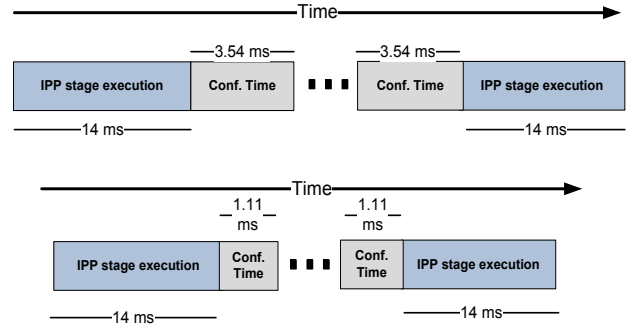 Time
3.54 ms
3.54 ms
IPP stage execution
Conf. Time
Conf. Time
IPP stage execution
14 ms
14 ms
Time
1.11
ms
1.11
ms
IPP stage execution
Conf.
Time
Conf.
Time
IPP stage execution
14 ms
14 ms